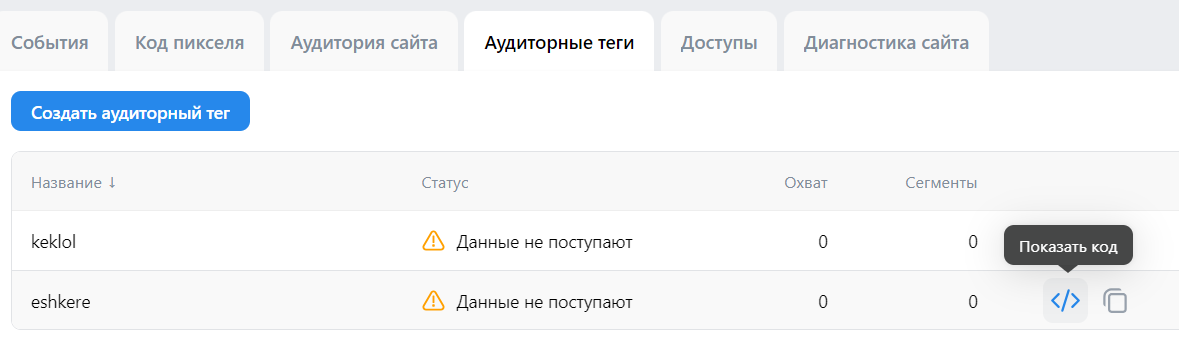 События Код пикселя Аудитория сайта Аудиторные теги Доступы Диагностика сайта
Создать аудиторный тег
Название ↓ Статус Охват Сегменты
keklol Данные не поступают 0 0
Показать код
eshkere Данные не поступают 0 0